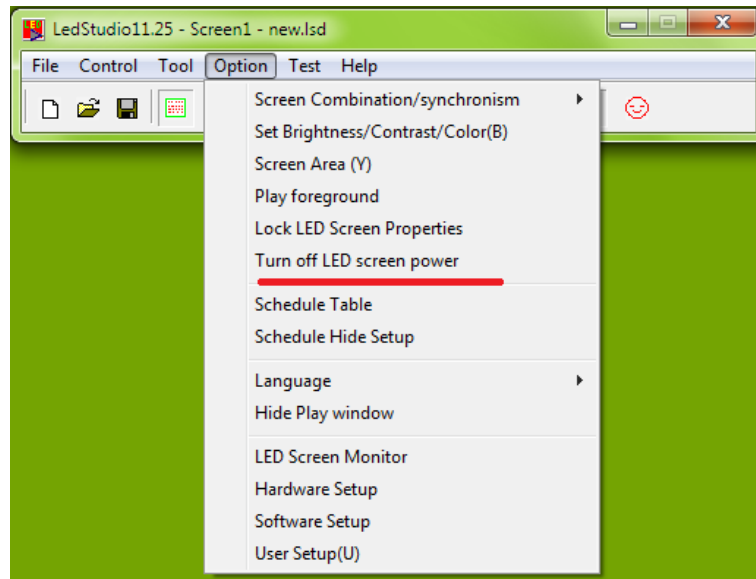 LedStudio11.25 - Screen1 - new.lsd
File Control Tool Option Test Help
Screen Combination/synchronism
Set Brightness/Contrast/Color(B)
Screen Area (Y)
Play foreground
Lock LED Screen Properties
Turn off LED screen power
Schedule Table
Schedule Hide Setup
Language
Hide Play window
LED Screen Monitor
Hardware Setup
Software Setup
User Setup(U)